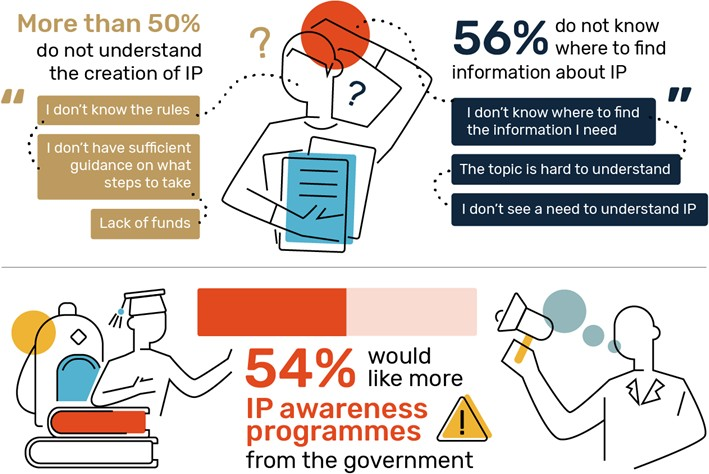 More than 50%
do not understand
the creation of IP
“
I don’t know the rules
I don’t have sufficient
guidance on what
steps to take
Lack of funds
?
?
56% do not know
where to find
information about IP
”
I don’t know where to find
the information I need
The topic is hard to understand
I don’t see a need to understand IP
54% would
like more
IP awareness
programmes
!
from the government